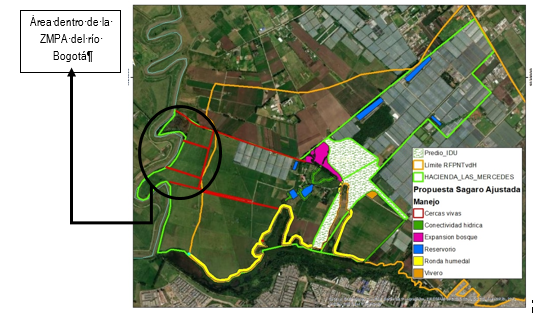 Área dentro de la
ZMPA del río
Bogotá¶
Predio_IDU
Limite RFPNTvdH
HACIENDA_LAS_MERCEDES
Propuesta Sagaro Ajustada
Manejo
Cercas vivas
Conectividad hidrica
Expansion bosque
Reservorio
Ronda humedal
Vivero